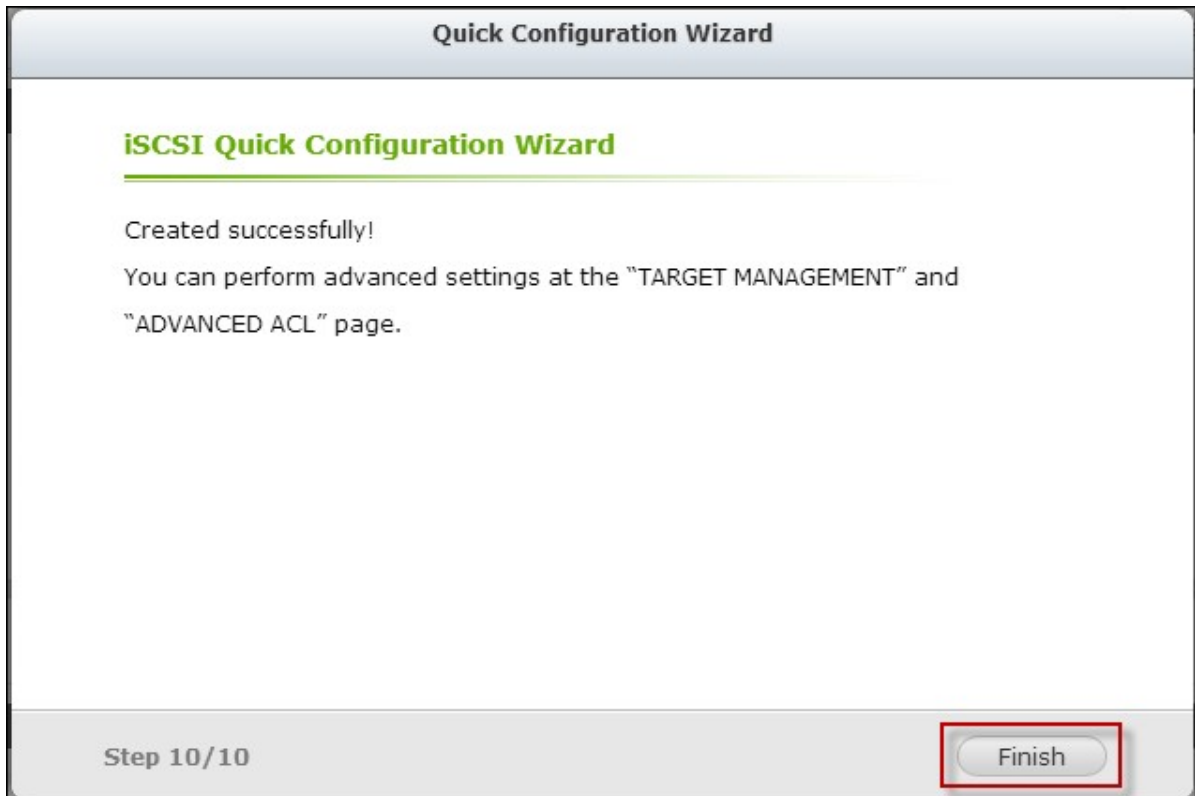 Quick Configuration Wizard
iSCSI Quick Configuration Wizard
Created successfully!
You can perform advanced settings at the “TARGET MANAGEMENT” and
“ADVANCED ACL” page.
Step 10/10
Finish